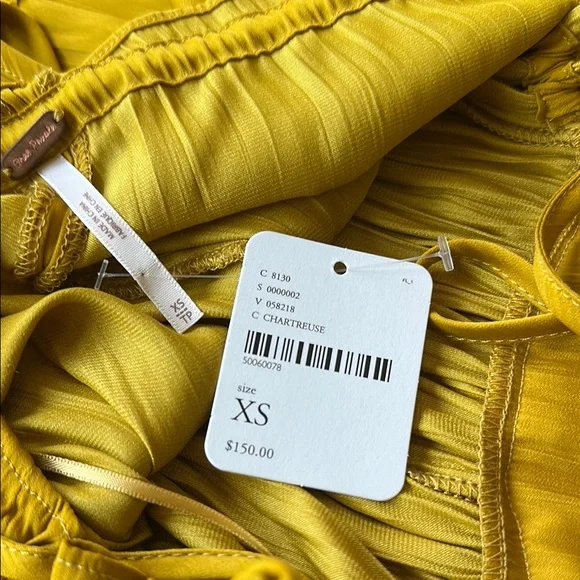 free people
MADE IN CHINA
FABRIQUÉ EN CHINE
XS
TP
C 8130
S 0000002
V 058218
C CHARTREUSE
50060078
size
XS
$150.00